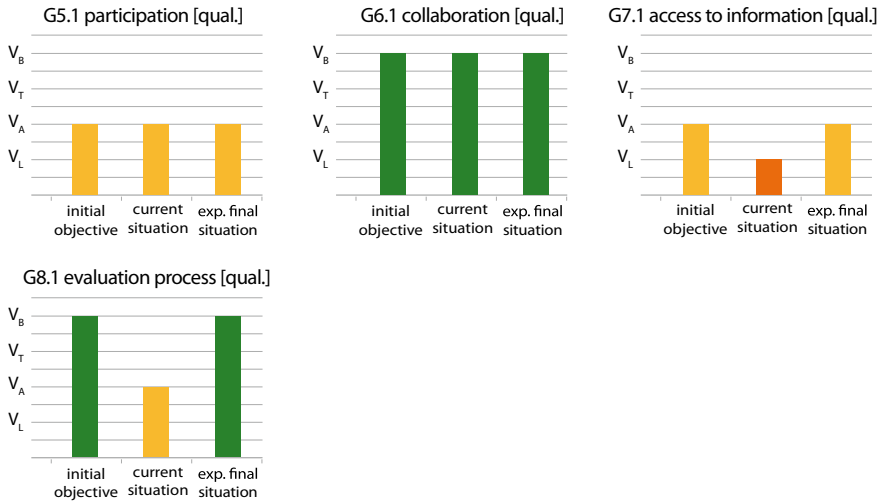 G5.1 participation [qual.]
V_B
V_T
V_A
V_L
initial objective
current situation
exp. final situation
G6.1 collaboration [qual.]
V_B
V_T
V_A
V_L
initial objective
current situation
exp. final situation
G7.1 access to information [qual.]
V_B
V_T
V_A
V_L
initial objective
current situation
exp. final situation
G8.1 evaluation process [qual.]
V_B
V_T
V_A
V_L
initial objective
current situation
exp. final situation